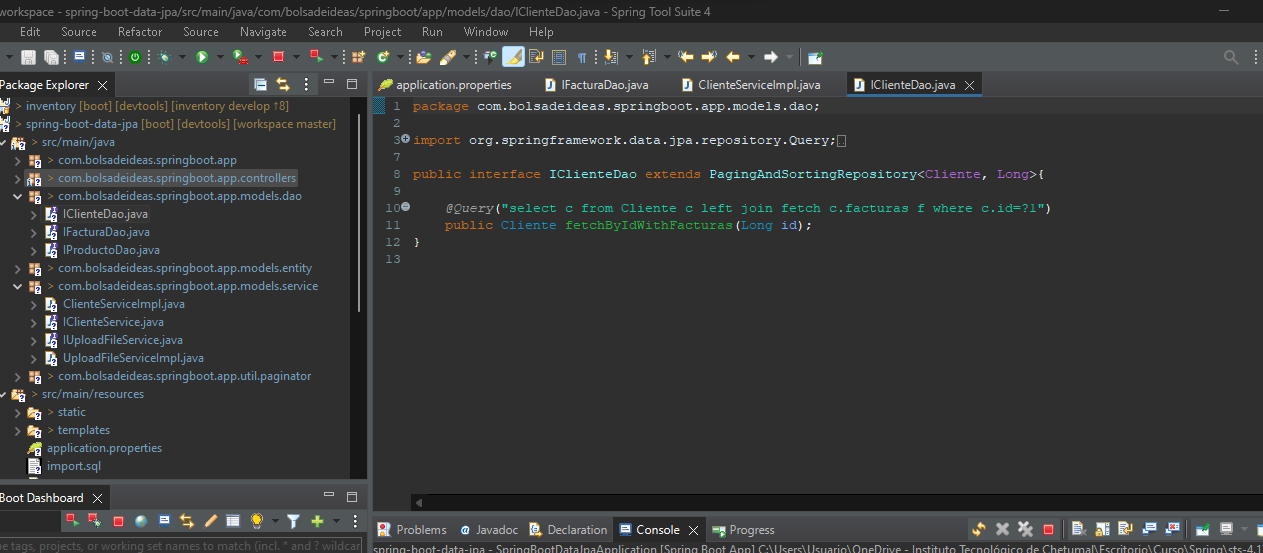 workspace - spring-boot-data-jpa/src/main/java/com/bolsadeideas/springboot/app/models/dao/IClienteDao.java - Spring Tool Suite 4
Edit Source Refactor Source Navigate Search Project Run Window Help
Package Explorer
application.properties IFacturaDao.java ClienteServiceImpl.java IClienteDao.java
> inventory [boot] [devtools] [inventory develop ↑8]
> spring-boot-data-jpa [boot] [devtools] [workspace master]
> src/main/java
> com.bolsadeideas.springboot.app
> com.bolsadeideas.springboot.app.controllers
> com.bolsadeideas.springboot.app.models.dao
> IClienteDao.java
> IFacturaDao.java
> IProductoDao.java
> com.bolsadeideas.springboot.app.models.entity
> com.bolsadeideas.springboot.app.models.service
> ClienteServiceImpl.java
> IClienteService.java
> IUploadFileService.java
> UploadFileServiceImpl.java
> com.bolsadeideas.springboot.app.util.paginator
> src/main/resources
> static
> templates
application.properties
import.sql
1 package com.bolsadeideas.springboot.app.models.dao;
2
3 import org.springframework.data.jpa.repository.Query;
7
8 public interface IClienteDao extends PagingAndSortingRepository<Cliente, Long>{
9
10 @Query("select c from Cliente c left join fetch c.facturas f where c.id=?1")
11 public Cliente fetchByIdWithFacturas(Long id);
12 }
13
Boot Dashboard
pe tags, projects, or working set names to match (incl. * and ? wildcar
Problems Javadoc Declaration Console Progress
spring-boot-data-jpa - SpringBootDataJpaApplication [Spring Boot App] C:\Users\Usuario\OneDrive - Instituto Tecnológico de Chetumal\Escritorio\Curso\Spring\sts-4.1